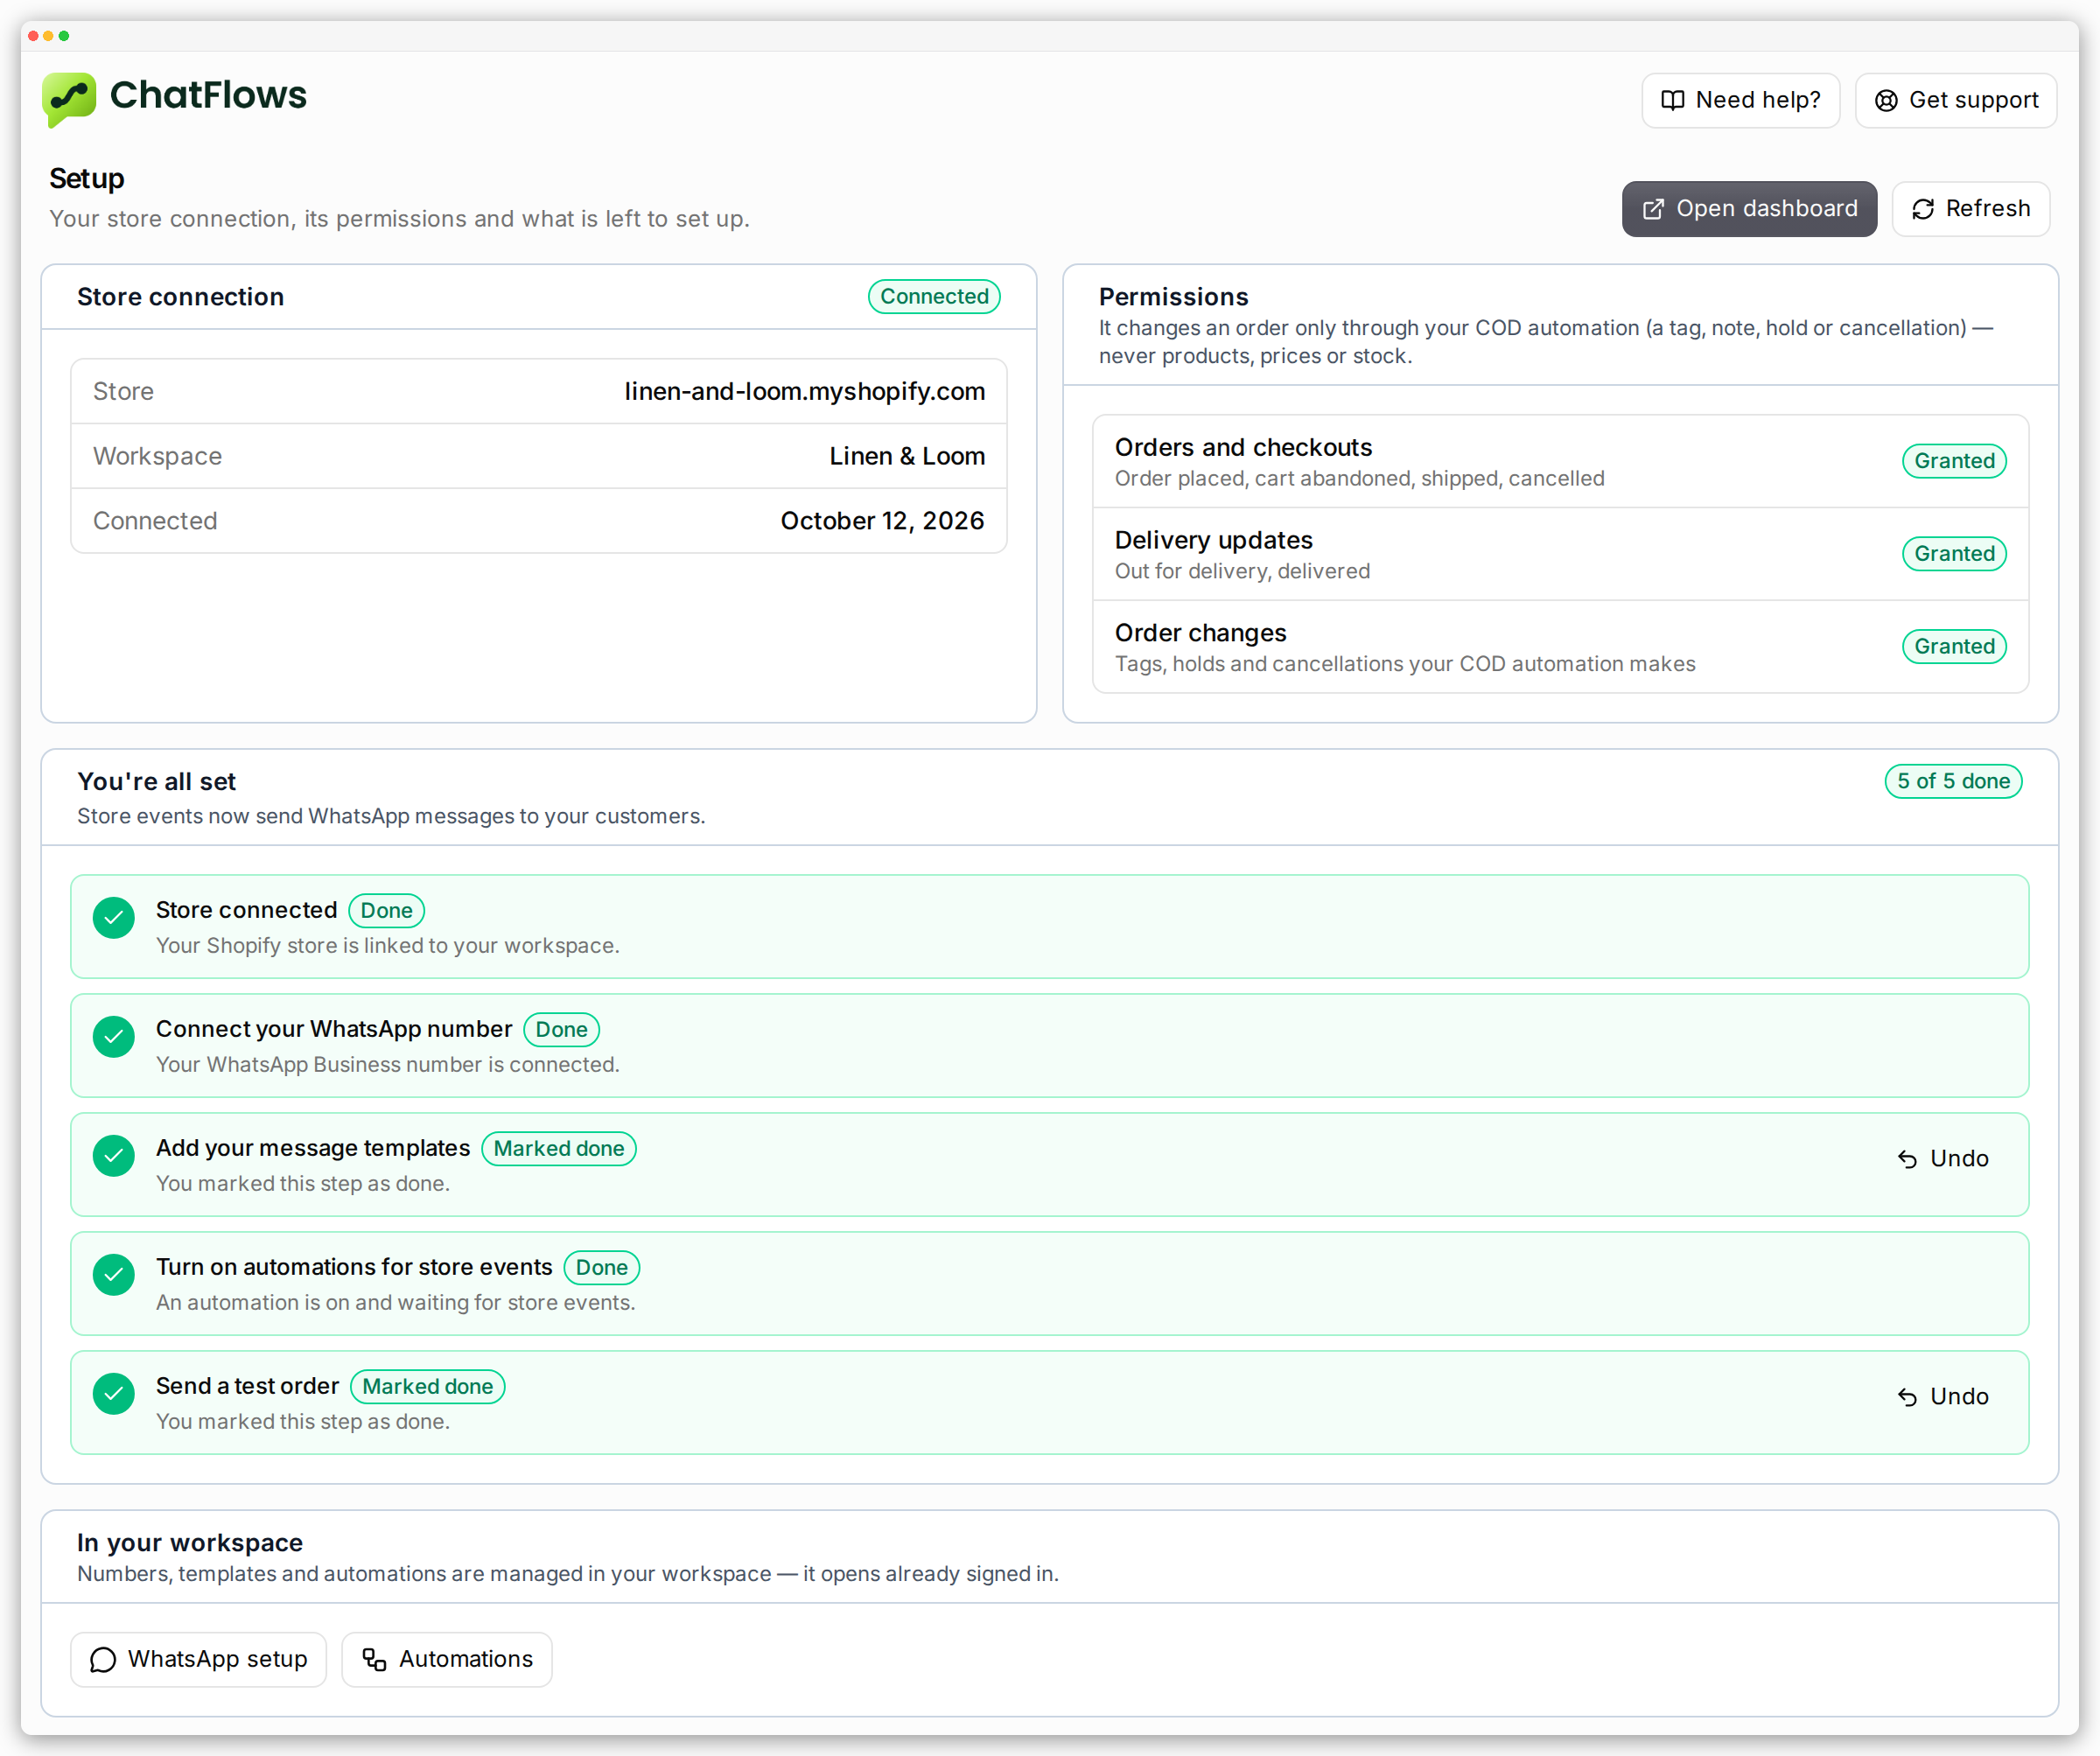 ChatFlows
Need help?
Get support
Setup
Your store connection, its permissions and what is left to set up.
Open dashboard
Refresh
Store connection
Connected
Store
linen-and-loom.myshopify.com
Workspace
Linen & Loom
Connected
October 12, 2026
Permissions
It changes an order only through your COD automation (a tag, note, hold or cancellation) —
never products, prices or stock.
Orders and checkouts
Order placed, cart abandoned, shipped, cancelled
Granted
Delivery updates
Out for delivery, delivered
Granted
Order changes
Tags, holds and cancellations your COD automation makes
Granted
You're all set
Store events now send WhatsApp messages to your customers.
5 of 5 done
Store connected
Done
Your Shopify store is linked to your workspace.
Connect your WhatsApp number
Done
Your WhatsApp Business number is connected.
Add your message templates
Marked done
You marked this step as done.
Undo
Turn on automations for store events
Done
An automation is on and waiting for store events.
Send a test order
Marked done
You marked this step as done.
Undo
In your workspace
Numbers, templates and automations are managed in your workspace — it opens already signed in.
WhatsApp setup
Automations